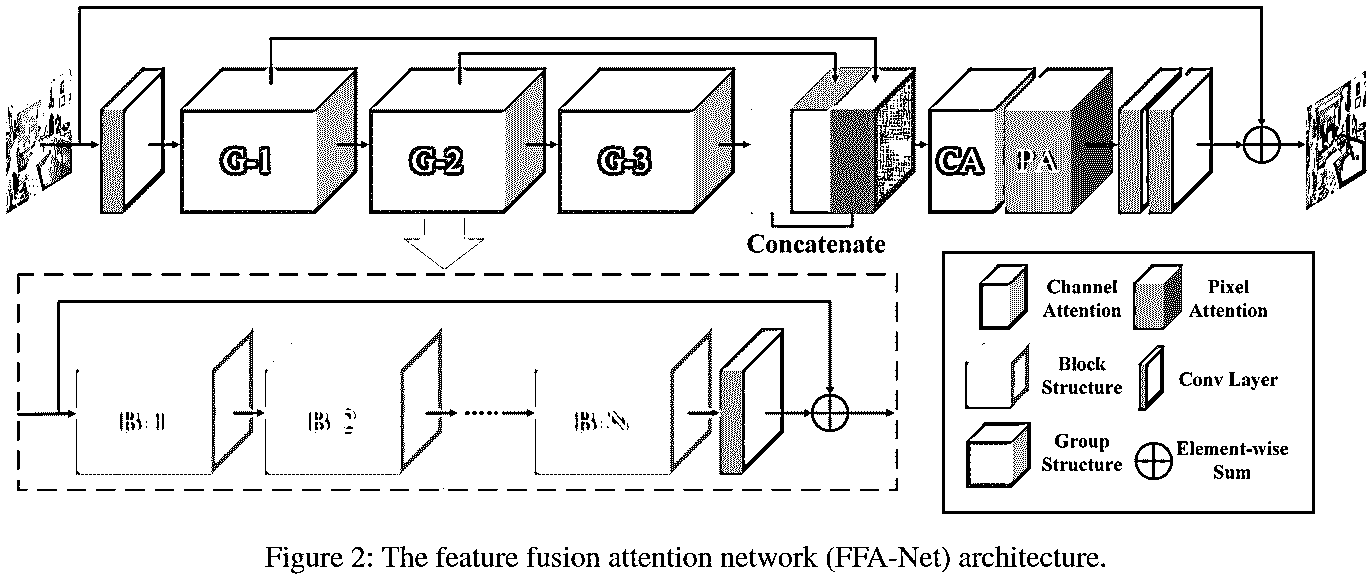 G-1
G-2
G-3
CA
PA
Concatenate
Channel
Attention
Pixel
Attention
Block
Structure
Conv Layer
Group
Structure
Element-wise
Sum
B-1
B-2
B-N
Figure 2: The feature fusion attention network (FFA-Net) architecture.